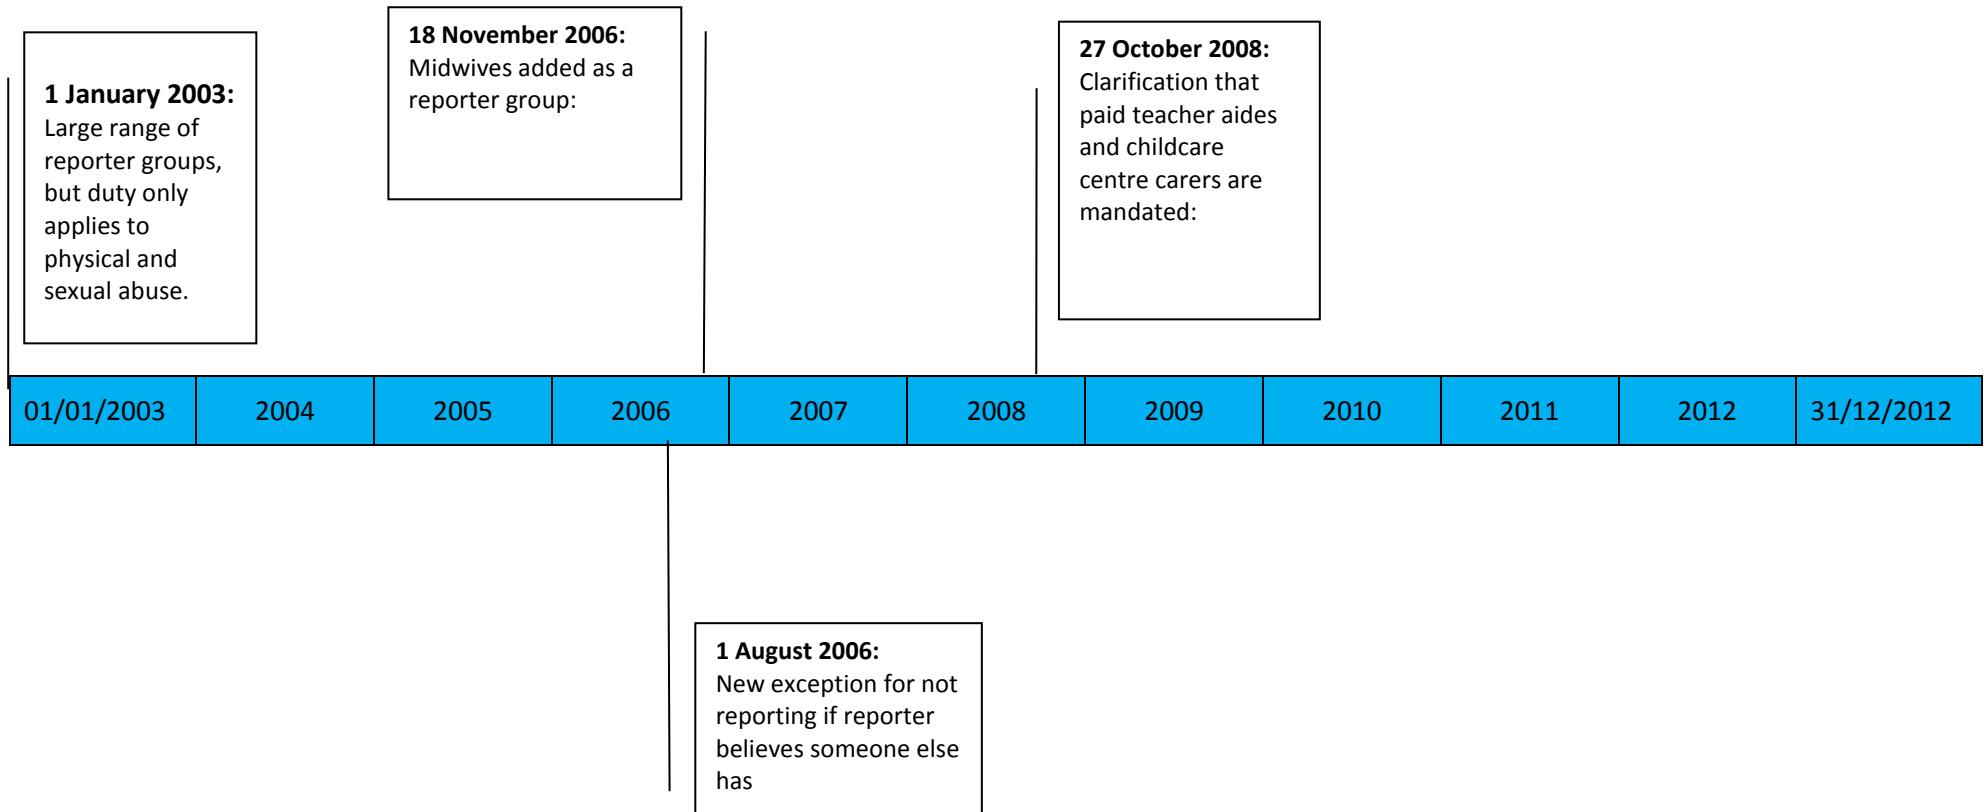 1 January 2003:
Large range of
reporter groups,
but duty only
applies to
physical and
sexual abuse.
18 November 2006:
Midwives added as a
reporter group:
27 October 2008:
Clarification that
paid teacher aides
and childcare
centre carers are
mandated:
01/01/2003 2004 2005 2006 2007 2008 2009 2010 2011 2012 31/12/2012
1 August 2006:
New exception for not
reporting if reporter
believes someone else
has